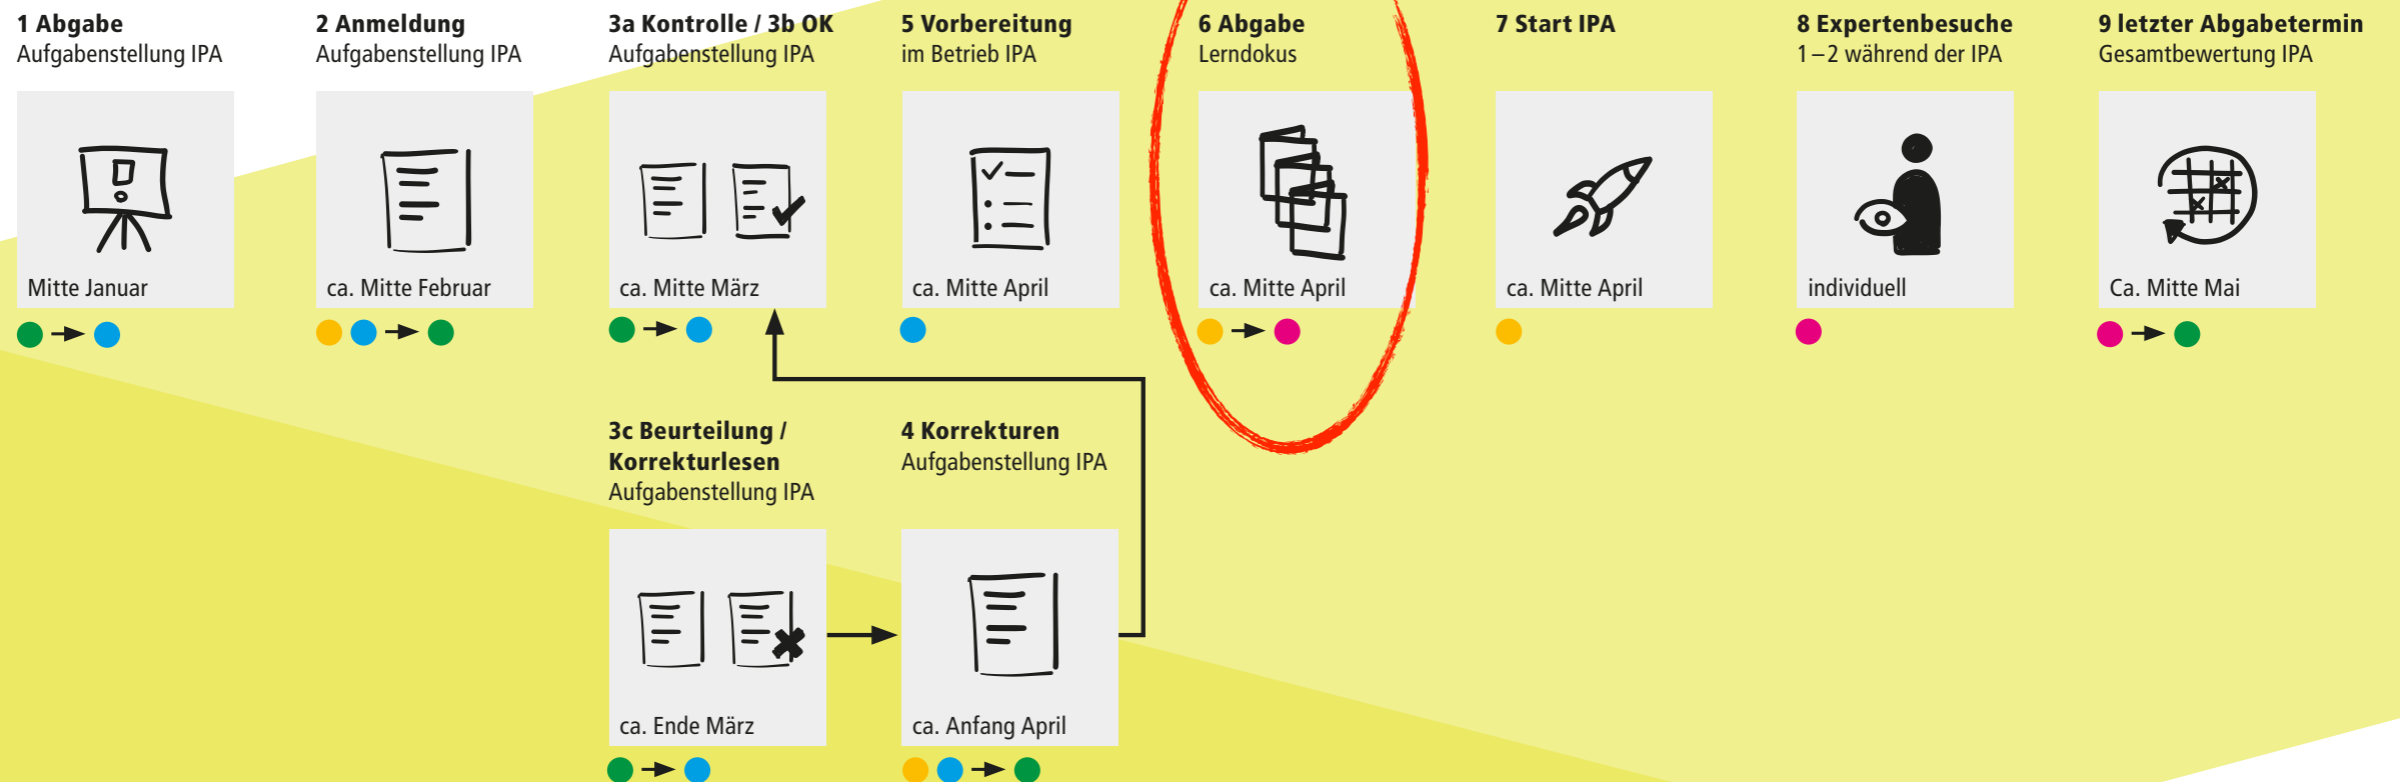 1 Abgabe
Aufgabenstellung IPA
Mitte Januar
2 Anmeldung
Aufgabenstellung IPA
ca. Mitte Februar
3a Kontrolle / 3b OK
Aufgabenstellung IPA
ca. Mitte März
5 Vorbereitung
im Betrieb IPA
ca. Mitte April
6 Abgabe
Lerndokus
ca. Mitte April
7 Start IPA
ca. Mitte April
8 Expertenbesuche
1–2 während der IPA
individuell
9 letzter Abgabetermin
Gesamtbewertung IPA
Ca. Mitte Mai
3c Beurteilung /
Korrekturlesen
Aufgabenstellung IPA
ca. Ende März
4 Korrekturen
Aufgabenstellung IPA
ca. Anfang April